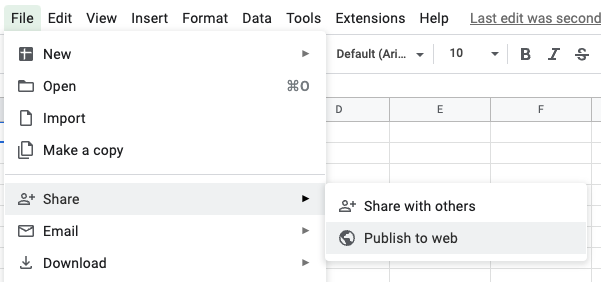 File Edit View Insert Format Data Tools Extensions Help Last edit was second
New
Default (Ari... 10 B I S
Open ⌘O
Import
D E F
Make a copy
Share
Share with others
Email
Publish to web
Download